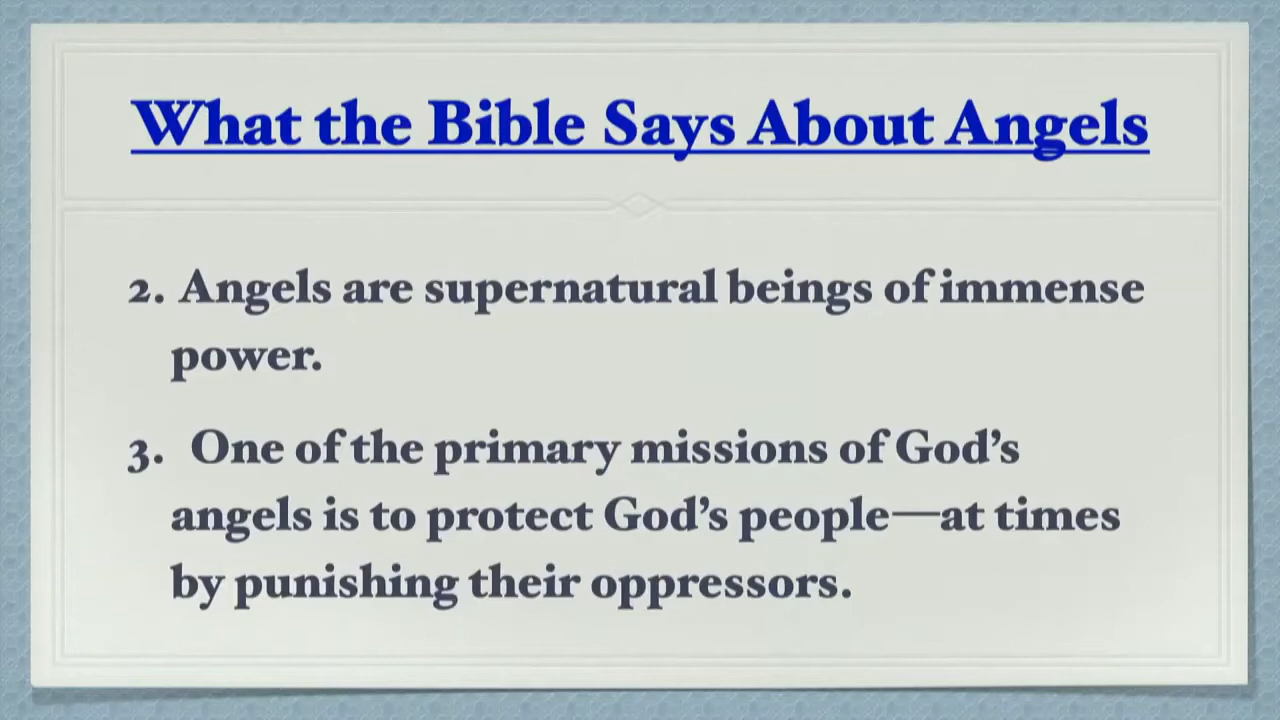 What the Bible Says About Angels
2. Angels are supernatural beings of immense
power.
3. One of the primary missions of God’s
angels is to protect God’s people—at times
by punishing their oppressors.